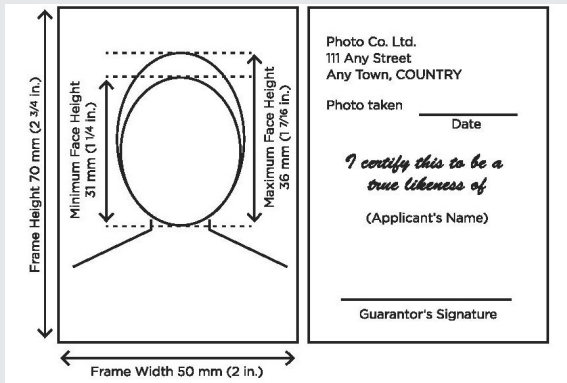 Frame Height 70 mm (2 3/4 in.)
Minimum Face Height
31 mm (1 1/4 in.)
Maximum Face Height
36 mm (1 7/16 in.)
Frame Width 50 mm (2 in.)
Photo Co. Ltd.
111 Any Street
Any Town, COUNTRY
Photo taken
Date
I certify this to be a
true likeness of
(Applicant's Name)
Guarantor's Signature